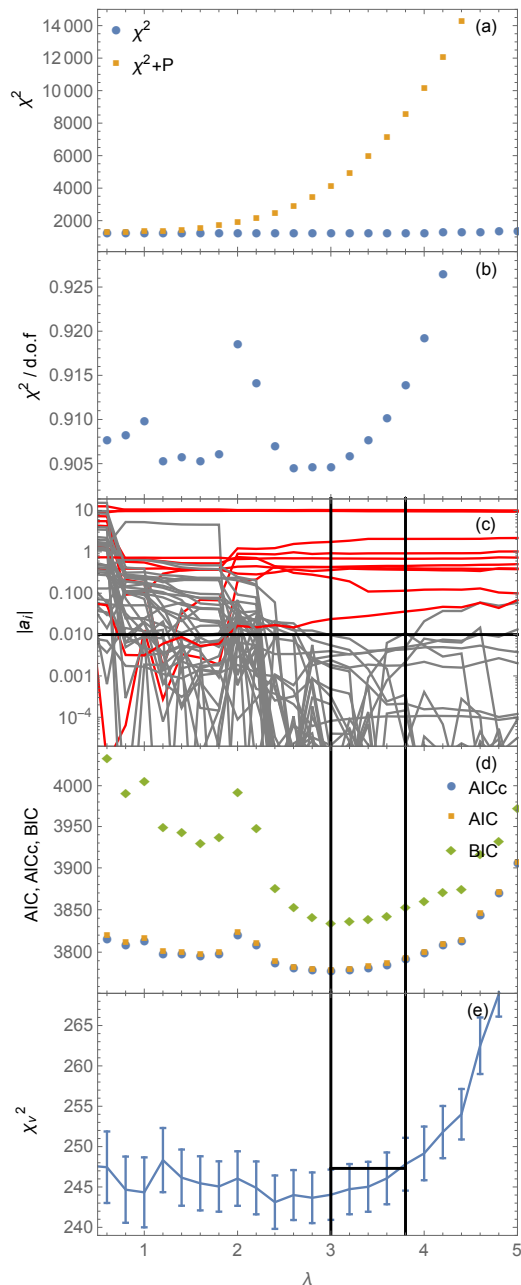 (a)
χ²
χ²+P
χ²
14 000
12 000
10 000
8000
6000
4000
2000
(b)
χ² / d.o.f
0.925
0.920
0.915
0.910
0.905
(c)
|aᵢ|
10
1
0.100
0.010
0.001
10⁻⁴
(d)
AICc
AIC
BIC
AIC, AICc, BIC
4000
3950
3900
3850
3800
(e)
χᵥ²
265
260
255
250
245
240
1 2 3 4 5
λ